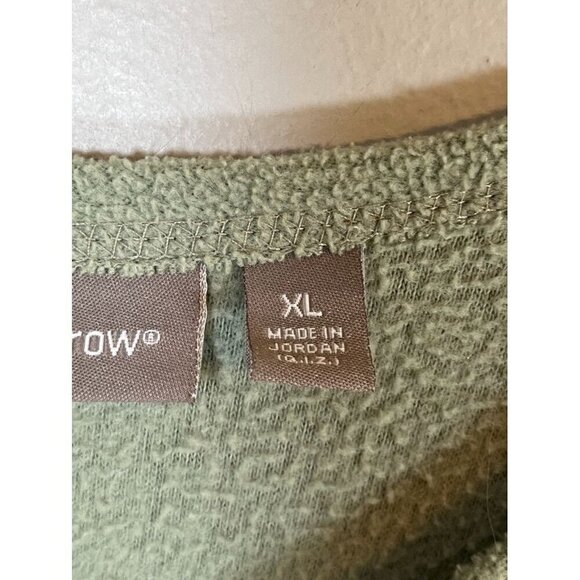 row®
XL
MADE IN
JORDAN
(Q.I.Z.)